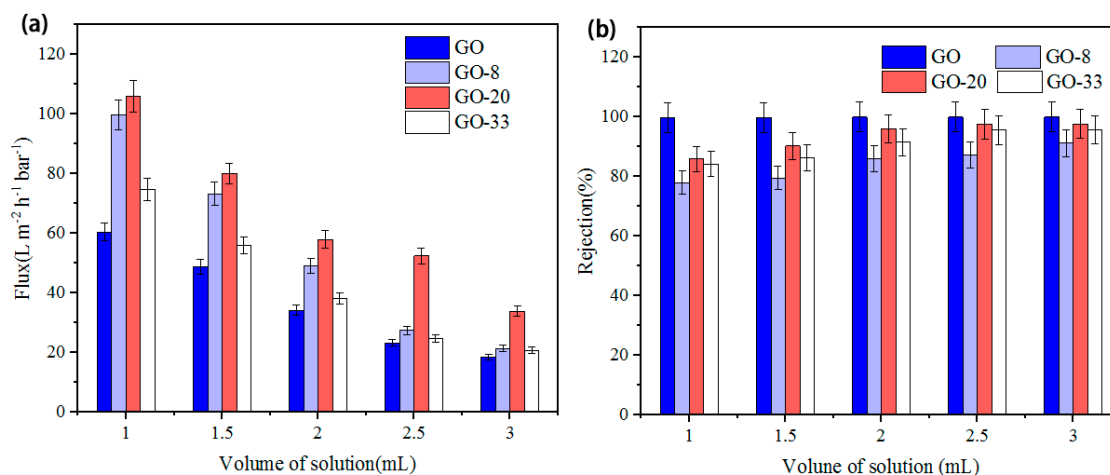 (a)
120
100
80
60
40
20
0
Flux(L m⁻² h⁻¹ bar⁻¹)
GO
GO-8
GO-20
GO-33
1 1.5 2 2.5 3
Volume of solution(mL)
(b)
120
100
80
60
40
20
0
Rejection(%)
GO GO-8
GO-20 GO-33
1 1.5 2 2.5 3
Volune of solution (mL)